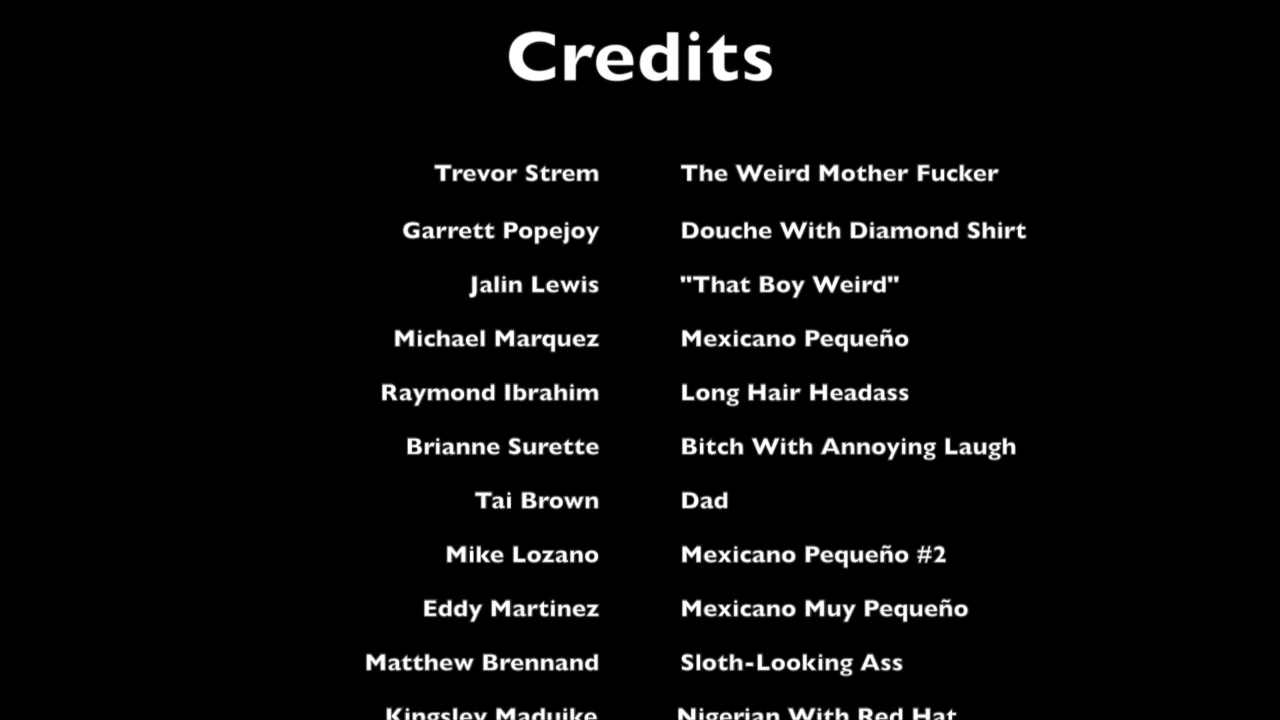 Credits
Trevor Strem The Weird Mother Fucker
Garrett Popejoy Douche With Diamond Shirt
Jalin Lewis "That Boy Weird"
Michael Marquez Mexicano Pequeño
Raymond Ibrahim Long Hair Headass
Brianne Surette Bitch With Annoying Laugh
Tai Brown Dad
Mike Lozano Mexicano Pequeño #2
Eddy Martinez Mexicano Muy Pequeño
Matthew Brennand Sloth-Looking Ass
Kingsley Maduike Nigerian With Red Hat